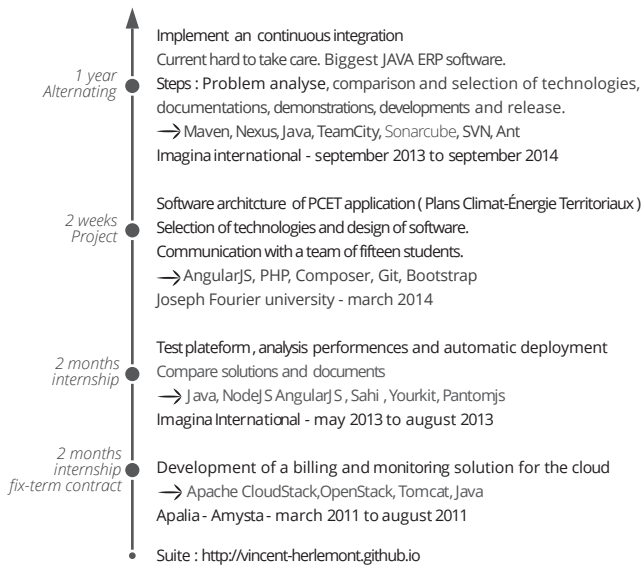 Implement an continuous integration
Current hard to take care. Biggest JAVA ERP software.
1 year
Alternating
Steps : Problem analyse, comparison and selection of technologies,
documentations, demonstrations, developments and release.
→ Maven, Nexus, Java, TeamCity, Sonarcube, SVN, Ant
Imagina international - september 2013 to september 2014
Software architcture of PCET application ( Plans Climat-Énergie Territoriaux )
2 weeks
Project
Selection of technologies and design of software.
Communication with a team of fifteen students.
→ AngularJS, PHP, Composer, Git, Bootstrap
Joseph Fourier university - march 2014
Test plateform , analysis performences and automatic deployment
2 months
internship
Compare solutions and documents
→ Java, NodeJS AngularJS , Sahi , Yourkit, Pantomjs
Imagina International - may 2013 to august 2013
2 months
internship
fix-term contract
Development of a billing and monitoring solution for the cloud
→ Apache CloudStack,OpenStack, Tomcat, Java
Apalia - Amysta - march 2011 to august 2011
Suite : http://vincent-herlemont.github.io